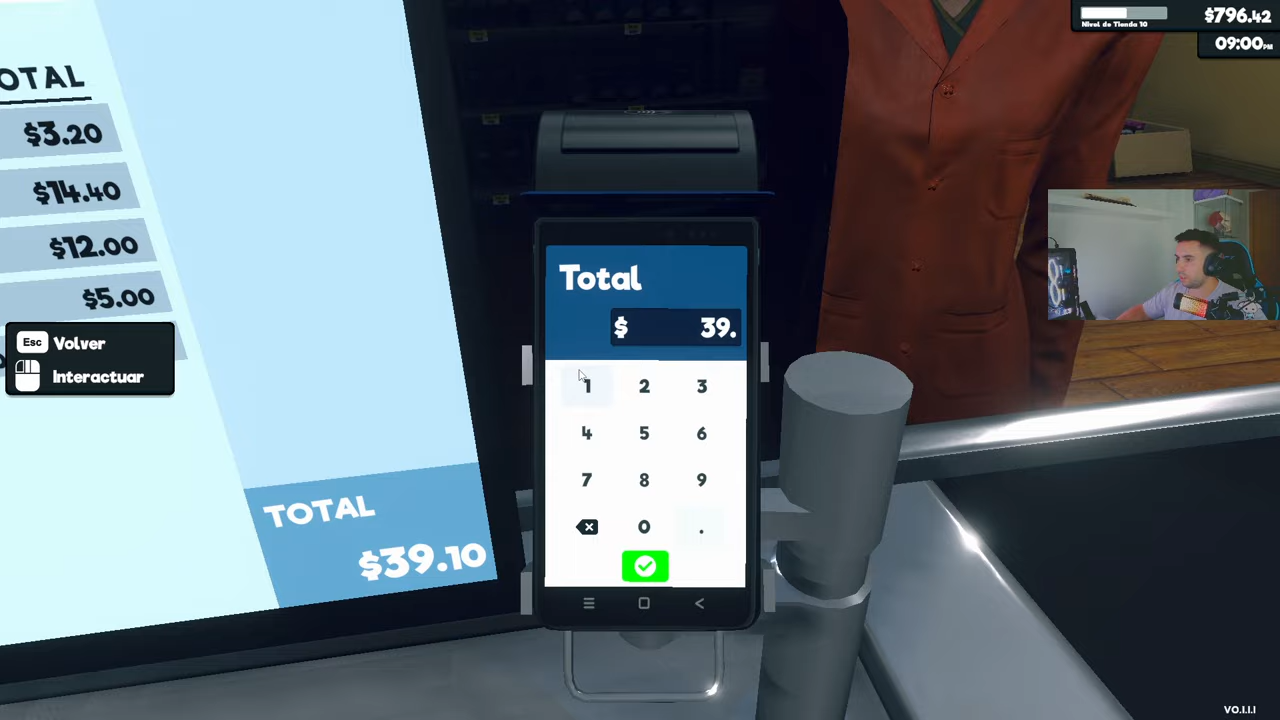 OTAL
$3.20
$14.40
$12.00
$5.00
Esc Volver
Interactuar
TOTAL
$39.10
Total
$ 39.
1 2 3
4 5 6
7 8 9
0 .
$796.42
Nivel de Tienda 10
09:00PM
V0.1.1.1